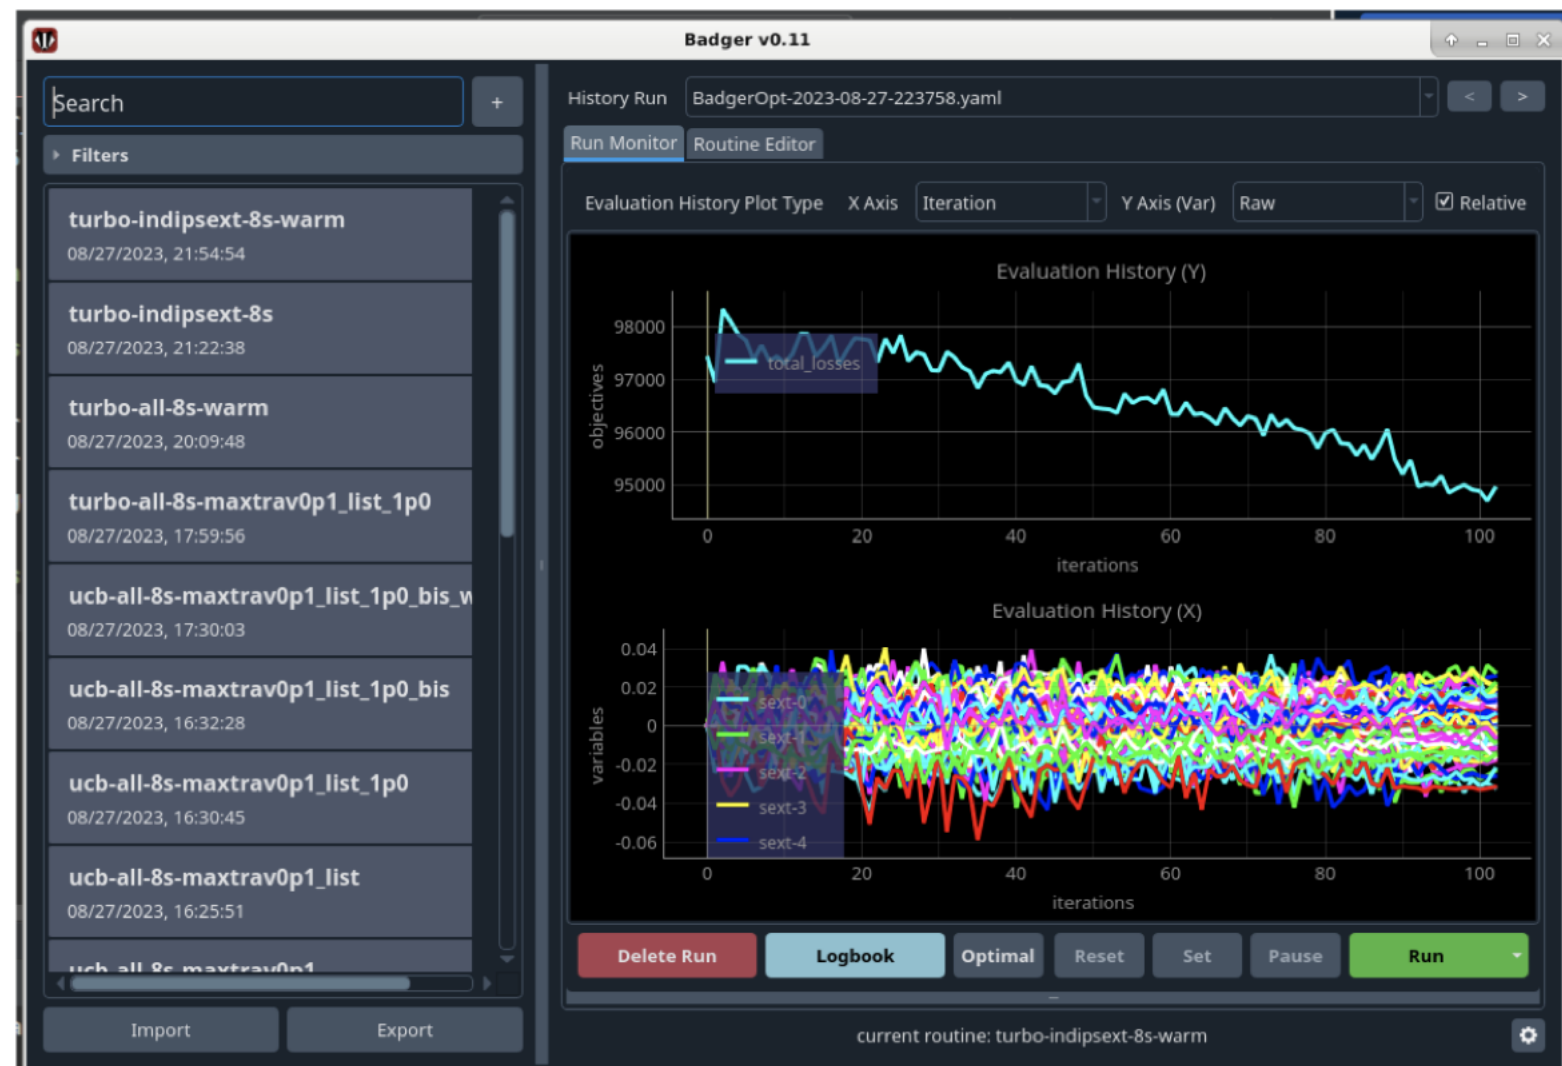 Badger v0.11
Search
+
Filters
turbo-indipsext-8s-warm
08/27/2023, 21:54:54
turbo-indipsext-8s
08/27/2023, 21:22:38
turbo-all-8s-warm
08/27/2023, 20:09:48
turbo-all-8s-maxtrav0p1_list_1p0
08/27/2023, 17:59:56
ucb-all-8s-maxtrav0p1_list_1p0_bis_w
08/27/2023, 17:30:03
ucb-all-8s-maxtrav0p1_list_1p0_bis
08/27/2023, 16:32:28
ucb-all-8s-maxtrav0p1_list_1p0
08/27/2023, 16:30:45
ucb-all-8s-maxtrav0p1_list
08/27/2023, 16:25:51
ucb-all-8s-maxtrav0p1
Import Export
History Run BadgerOpt-2023-08-27-223758.yaml < >
Run Monitor Routine Editor
Evaluation History Plot Type X Axis Iteration Y Axis (Var) Raw Relative
Evaluation History (Y)
98000
97000
96000
95000
objectives
total_losses
0 20 40 60 80 100
iterations
Evaluation History (X)
0.04
0.02
0
-0.02
-0.04
-0.06
variables
sext-0
sext-1
sext-2
sext-3
sext-4
0 20 40 60 80 100
iterations
Delete Run Logbook Optimal Reset Set Pause Run
current routine: turbo-indipsext-8s-warm